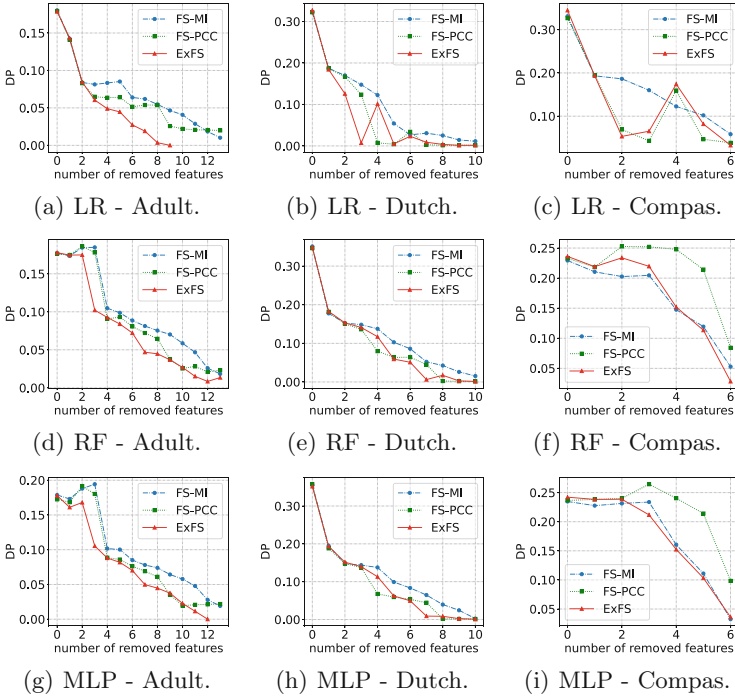 DP
0.15
0.10
0.05
0.00
0 2 4 6 8 10 12
number of removed features
FS-MI
FS-PCC
ExFS
(a) LR - Adult.
DP
0.30
0.20
0.10
0.00
0 2 4 6 8 10
number of removed features
FS-MI
FS-PCC
ExFS
(b) LR - Dutch.
DP
0.30
0.20
0.10
0 2 4 6
number of removed features
FS-MI
FS-PCC
ExFS
(c) LR - Compas.
DP
0.15
0.10
0.05
0.00
0 2 4 6 8 10 12
number of removed features
FS-MI
FS-PCC
ExFS
(d) RF - Adult.
DP
0.30
0.20
0.10
0.00
0 2 4 6 8 10
number of removed features
FS-MI
FS-PCC
ExFS
(e) RF - Dutch.
DP
0.25
0.20
0.15
0.10
0.05
0 2 4 6
number of removed features
FS-MI
FS-PCC
ExFS
(f) RF - Compas.
DP
0.20
0.15
0.10
0.05
0.00
0 2 4 6 8 10 12
number of removed features
FS-MI
FS-PCC
ExFS
(g) MLP - Adult.
DP
0.30
0.20
0.10
0.00
0 2 4 6 8 10
number of removed features
FS-MI
FS-PCC
ExFS
(h) MLP - Dutch.
DP
0.25
0.20
0.15
0.10
0.05
0 2 4 6
number of removed features
FS-MI
FS-PCC
ExFS
(i) MLP - Compas.